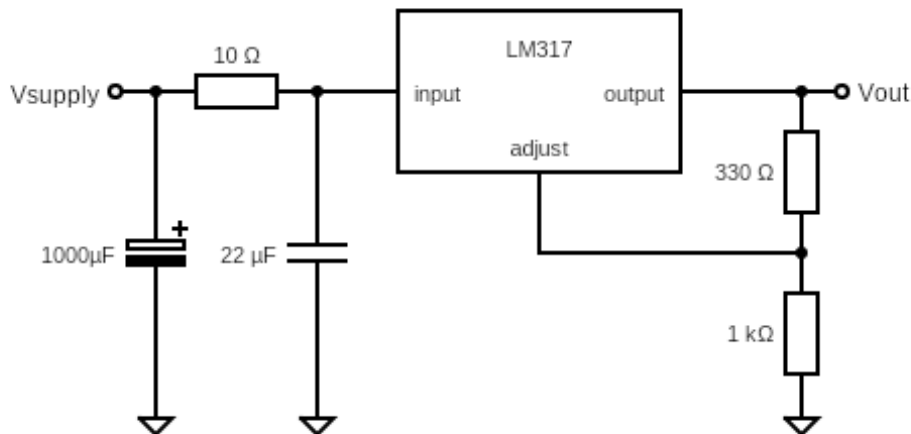 10 Ω
LM317
Vsupply
input
output
Vout
adjust
330 Ω
+
1000µF
22 µF
1 kΩ